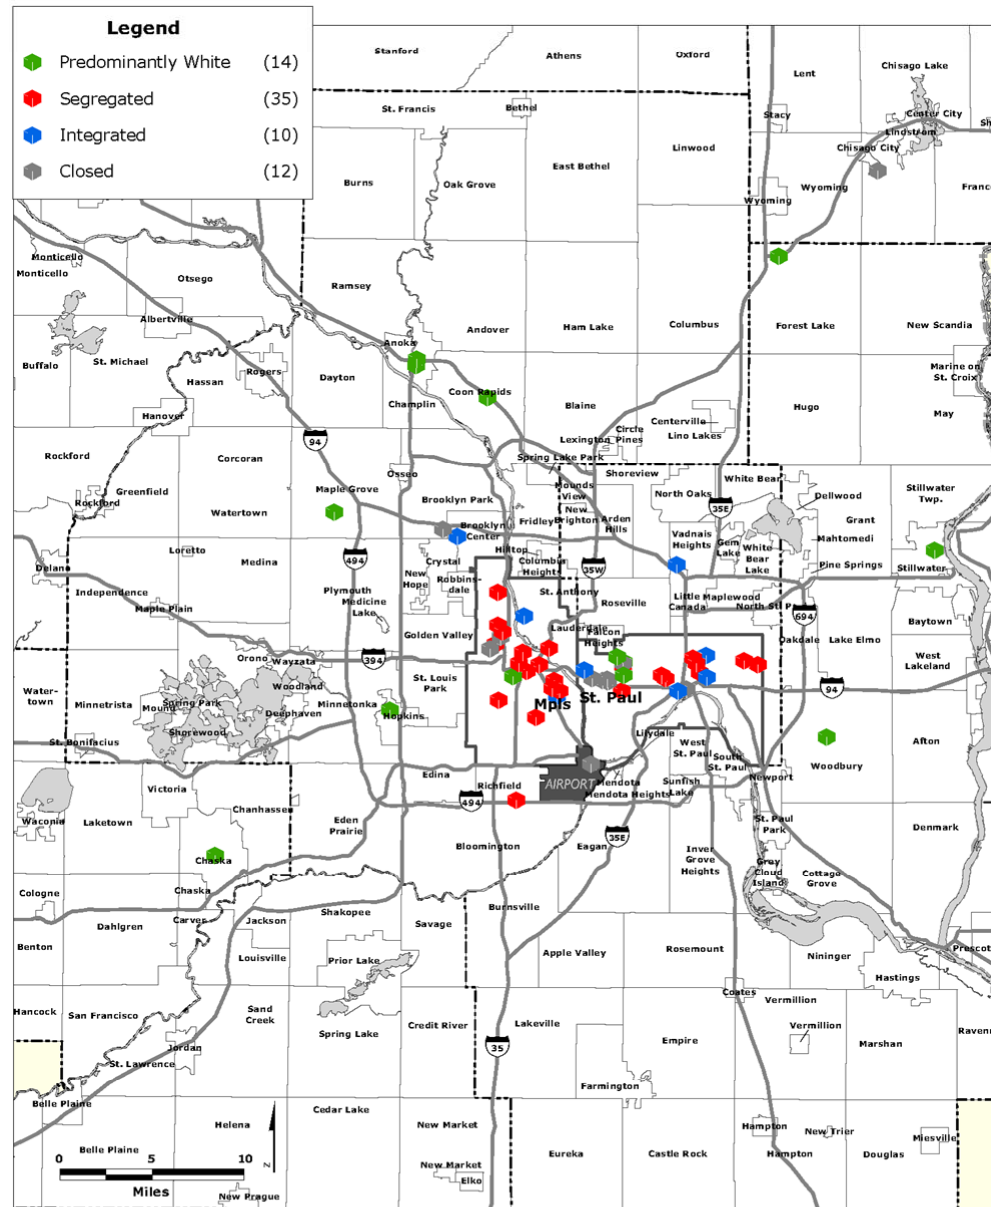 Legend
Predominantly White (14)
Segregated (35)
Integrated (10)
Closed (12)
Stanford
Athens
Oxford
Lent
Chisago Lake
St. Francis
Bethel
Stacy
Center City
Lindstrom
Linwood
Chisago City
East Bethel
Burns
Oak Grove
Wyoming
Wyoming
Franc
Monticello
Monticello
Otsego
Ramsey
Albertville
Andover
Ham Lake
Columbus
Forest Lake
New Scandia
Anoka
Buffalo
St. Michael
Hassan
Rogers
Dayton
Marine on
St. Croix
Coon Rapids
Champlin
Blaine
Hugo
May
Hanover
Centerville
Circle
Lexington Pines
Lino Lakes
94
Rockford
Corcoran
Spring Lake Park
Osseo
Shoreview
White Bear
Mounds
View
Maple Grove
Rockford
Greenfield
Brooklyn Park
North Oaks
Dellwood
Stillwater
Twp.
35E
Watertown
New
Brighton
Fridley
Arden
Hills
Grant
Brooklyn
Center
Vadnais
Heights
Mahtomedi
Gem
Lake
White
Bear
Lake
Loretto
Hilltop
Delano
Medina
494
Crystal
Columbus
Heights
35W
Pine Springs
Stillwater
New
Hope
Robbins-
dale
Independence
Plymouth
St. Anthony
Little
Canada
Maplewood
Medicine
Lake
Maple Plain
Roseville
North St P
694
Baytown
Golden Valley
Lauderdale
Falcon
Heights
Oakdale
Lake Elmo
Orono
Wayzata
394
West
Lakeland
Water-
town
Woodland
St. Louis
Park
94
Minnetrista
Mound
Spring Park
Deephaven
Minnetonka
Hopkins
Mpls
St. Paul
Shorewood
St. Bonifacius
Lilydale
West
St. Paul
South
St. Paul
Afton
Woodbury
Edina
Richfield
AIRPORT
Mendota
Mendota Heights
Sunfish
Lake
Newport
Victoria
Chanhassen
494
Waconia
Laketown
Eden
Prairie
35E
St. Paul
Park
Denmark
Bloomington
Eagan
Inver
Grove
Heights
Grey
Cloud
Island
Cottage
Grove
Chaska
Cologne
Chaska
Carver
Dahlgren
Jackson
Shakopee
Savage
Burnsville
Benton
Louisville
Prior Lake
Apple Valley
Rosemount
Nininger
Prescot
Hastings
Coates
Vermillion
Hancock
San Francisco
Sand
Creek
Spring Lake
Credit River
Lakeville
Vermillion
Empire
Marshan
Raven
35
Jordan
St. Lawrence
Farmington
Belle Plaine
Cedar Lake
Helena
New Market
Hampton
New Trier
Miesville
Belle Plaine
Eureka
Castle Rock
Hampton
Douglas
0 5 10
N
Miles
New Market
Elko
New Prague